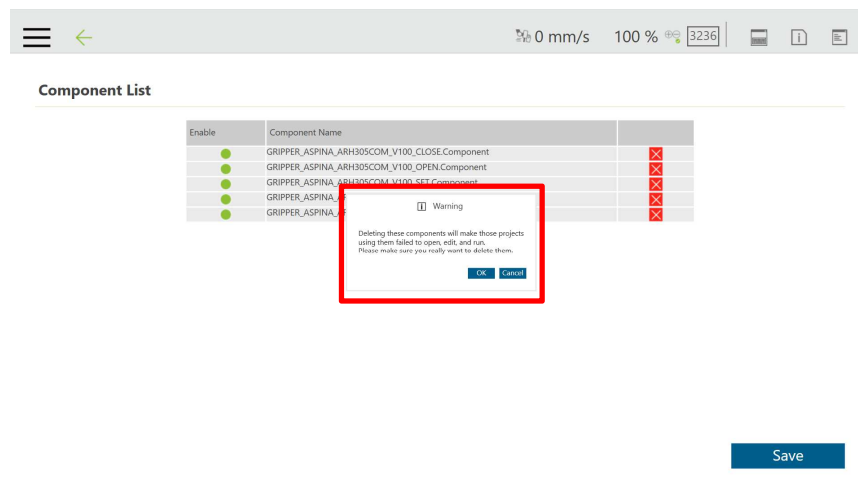 0 mm/s 100 % 3236
Component List
Enable Component Name
GRIPPER_ASPINA_ARH305COM_V100_CLOSE.Component
GRIPPER_ASPINA_ARH305COM_V100_OPEN.Component
GRIPPER_ASPINA_ARH305COM_V100_SET.Component
GRIPPER_ASPINA_
GRIPPER_ASPINA_
Warning
Deleting these components will make those projects
using them failed to open, edit, and run.
Please make sure you really want to delete them.
OK Cancel
Save